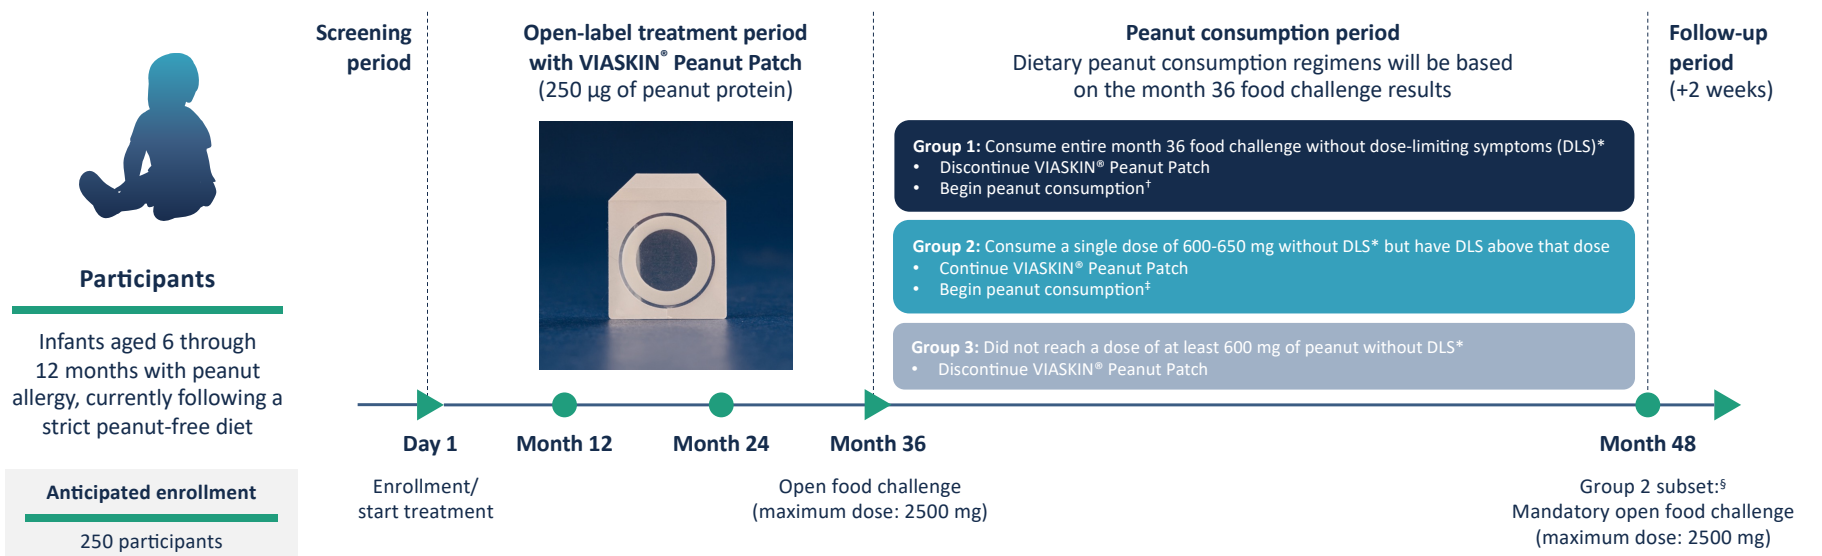 Participants
Infants aged 6 through
12 months with peanut
allergy, currently following a
strict peanut-free diet
Anticipated enrollment
250 participants
Screening
period
Open-label treatment period
with VIASKIN® Peanut Patch
(250 µg of peanut protein)
Peanut consumption period
Dietary peanut consumption regimens will be based
on the month 36 food challenge results
Group 1: Consume entire month 36 food challenge without dose-limiting symptoms (DLS)*
• Discontinue VIASKIN® Peanut Patch
• Begin peanut consumption†
Group 2: Consume a single dose of 600-650 mg without DLS* but have DLS above that dose
• Continue VIASKIN® Peanut Patch
• Begin peanut consumption‡
Group 3: Did not reach a dose of at least 600 mg of peanut without DLS*
• Discontinue VIASKIN® Peanut Patch
Follow-up
period
(+2 weeks)
Day 1
Enrollment/
start treatment
Month 12
Month 24
Month 36
Open food challenge
(maximum dose: 2500 mg)
Month 48
Group 2 subset:§
Mandatory open food challenge
(maximum dose: 2500 mg)